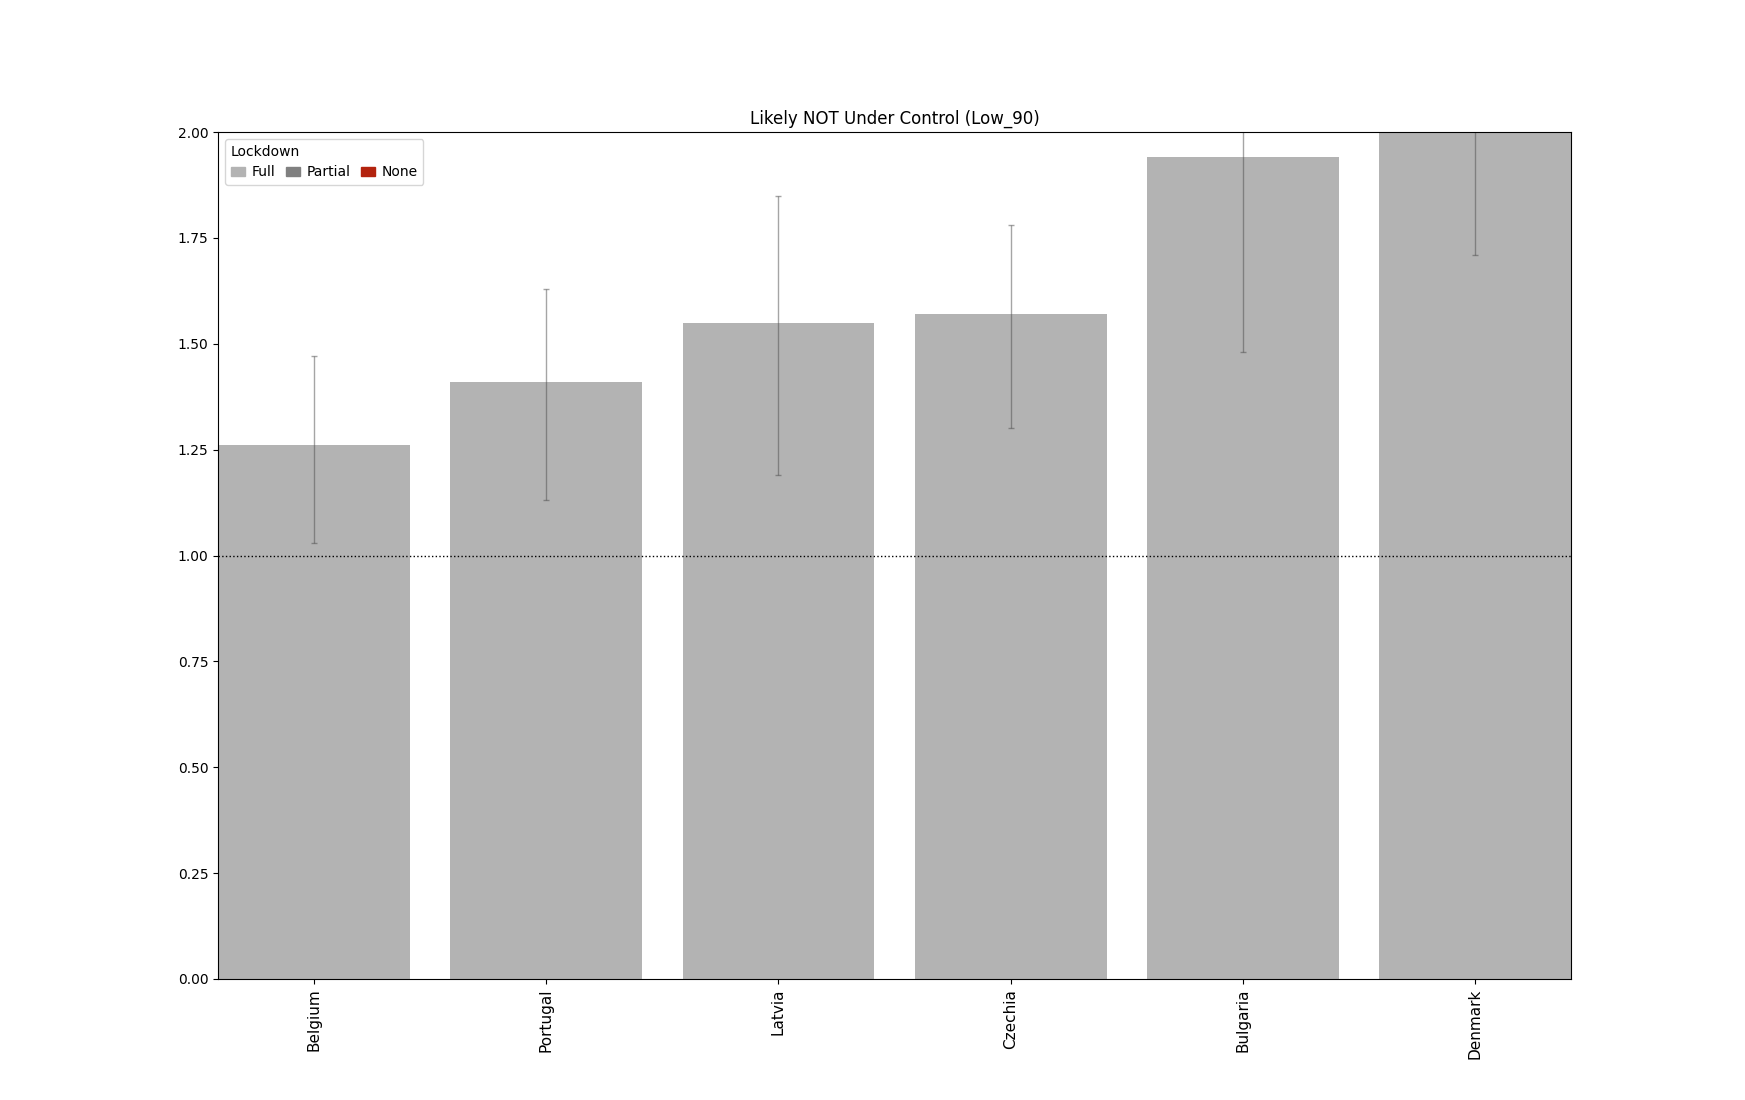 Likely NOT Under Control (Low_90)
Lockdown
Full Partial None
2.00
1.75
1.50
1.25
1.00
0.75
0.50
0.25
0.00
Belgium
Portugal
Latvia
Czechia
Bulgaria
Denmark